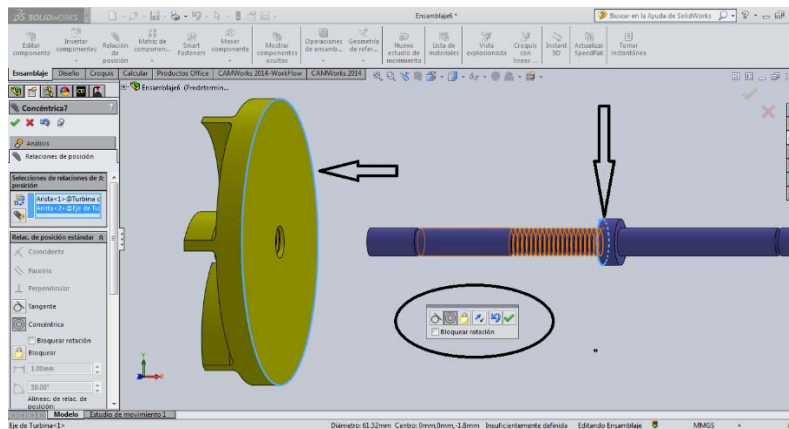 SOLIDWORKS
Ensamblaje6 *
Buscar en la Ayuda de SolidWorks
Editar componente
Insertar componentes
Relación de posición
Matriz de componen...
Smart Fasteners
Mover componente
Mostrar componentes ocultos
Operaciones de ensamb...
Geometría de refer...
Nuevo estudio de movimiento
Lista de materiales
Vista explosionada
Croquis con líneas ...
Instant 3D
Actualizar SpeedPak
Tomar instantánea
Ensamblaje
Diseño
Croquis
Calcular
Productos Office
CAMWorks 2014-WorkFlow
CAMWorks 2014
Ensamblaje6 (Predetermin...
Concéntrica7
?
Análisis
Relaciones de posición
Selecciones de relaciones de posición
Arista<1>@Turbina c
Arista<2>@Eje de Tu
Relac. de posición estándar
Coincidente
Paralela
Perpendicular
Tangente
Concéntrica
Bloquear rotación
Bloquear
1.00mm
30.00°
Alineac. de relac. de posición:
Bloquear rotación
Modelo
Estudio de movimiento 1
Eje de Turbina<1>
Diámetro: 61.52mm Centro: 0mm,0mm,-1.8mm
Insuficientemente definida
Editando Ensamblaje
MMGS